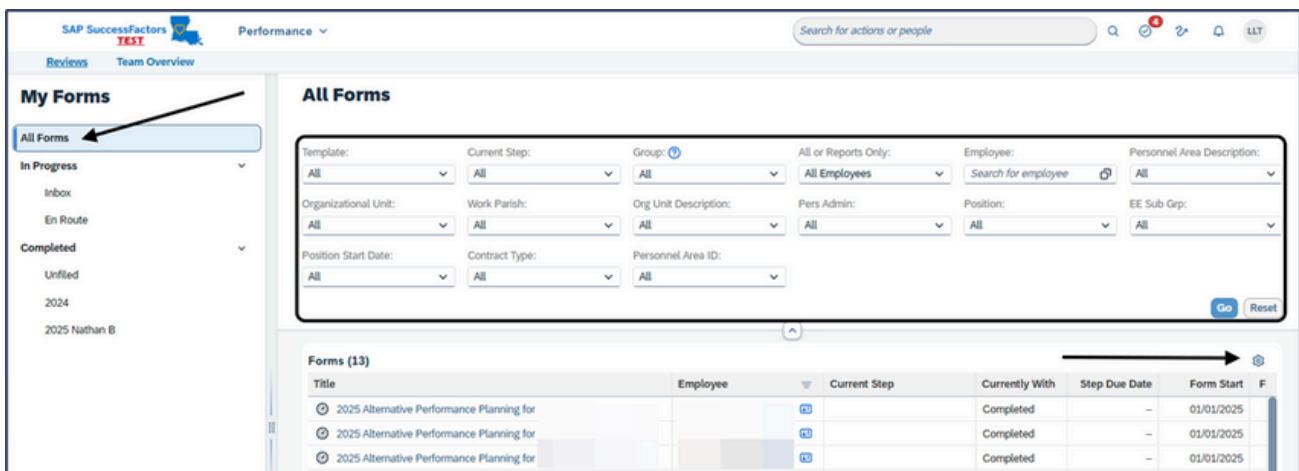 SAP SuccessFactors
TEST
Performance
Search for actions or people
4
LLT
Reviews Team Overview
My Forms
All Forms
In Progress
Inbox
En Route
Completed
Unfiled
2024
2025 Nathan B
All Forms
Template: Current Step: Group: ? All or Reports Only: Employee: Personnel Area Description:
All All All All Employees Search for employee All
Organizational Unit: Work Parish: Org Unit Description: Pers Admin: Position: EE Sub Grp:
All All All All All All
Position Start Date: Contract Type: Personnel Area ID:
All All All
Go Reset
Forms (13)
Title Employee Current Step Currently With Step Due Date Form Start F
2025 Alternative Performance Planning for Completed – 01/01/2025
2025 Alternative Performance Planning for Completed – 01/01/2025
2025 Alternative Performance Planning for Completed – 01/01/2025